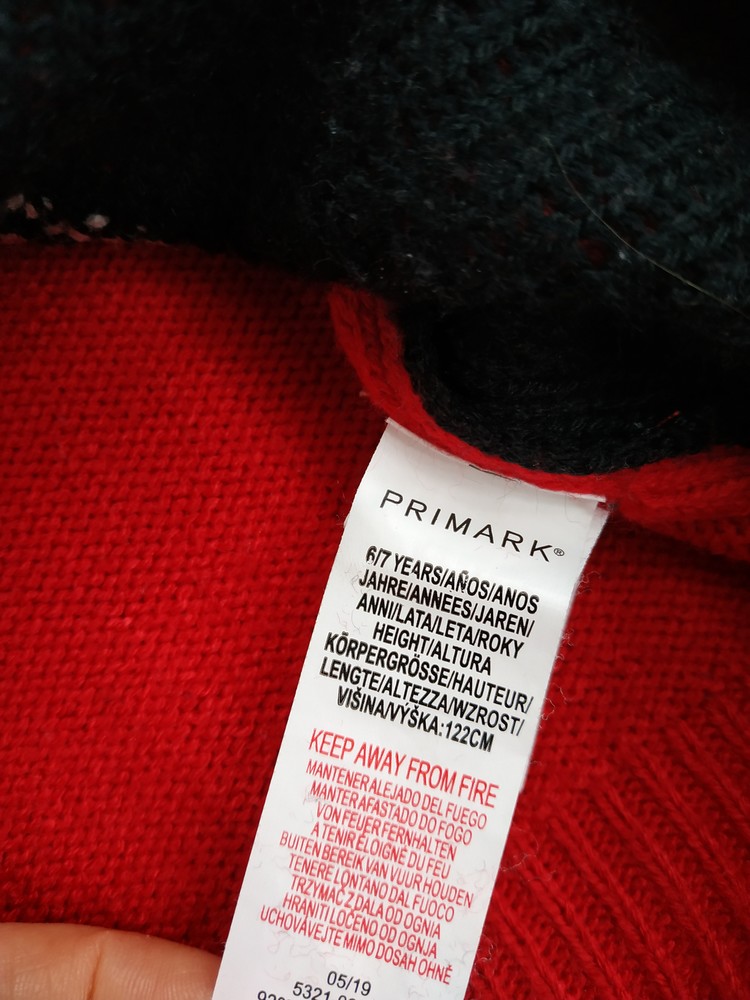 PRIMARK®
6/7 YEARS/AÑOS/ANOS
JAHRE/ANNEES/JAREN/
ANNI/LATA/LETA/ROKY
HEIGHT/ALTURA
KÖRPERGRÖSSE/HAUTEUR/
LENGTE/ALTEZZA/WZROST/
VIŠINA/VÝŠKA:122CM
KEEP AWAY FROM FIRE
MANTENER ALEJADO DEL FUEGO
MANTER AFASTADO DO FOGO
VON FEUER FERNHALTEN
A TENIR ÉLOIGNÉ DU FEU
BUITEN BEREIK VAN VUUR HOUDEN
TENERE LONTANO DAL FUOCO
TRZYMAĆ Z DALA OD OGNIA
HRANITI LOČENO OD OGNJA
UCHOVÁVEJTE MIMO DOSAH OHNĚ
05/19
5321